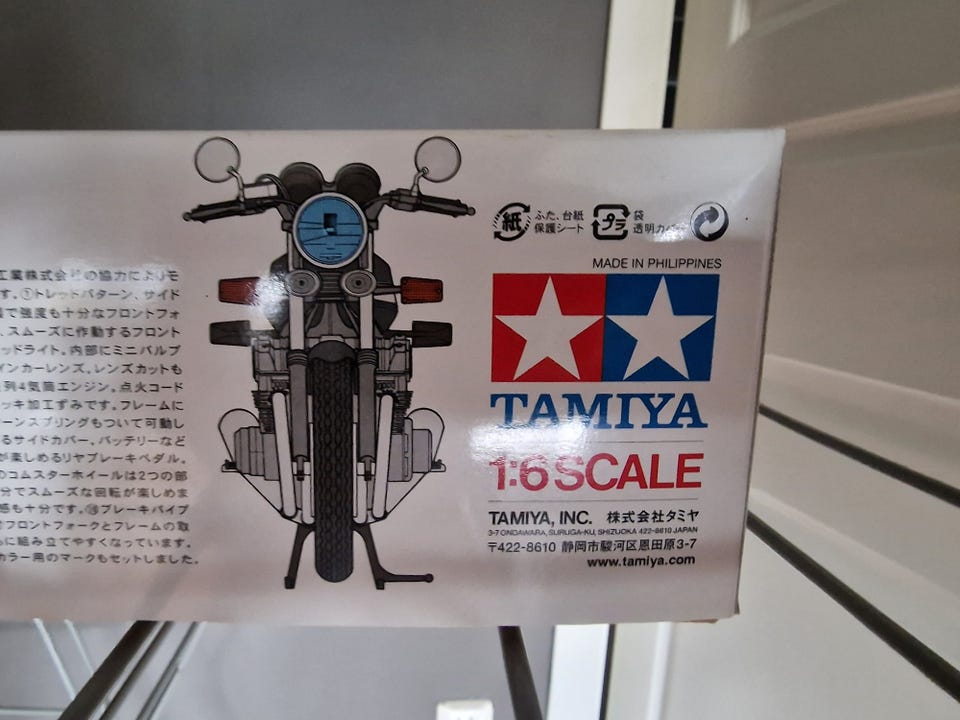 工業株式会社の協力によりモ
す。①トレッドパターン、サイド
で強度も十分なフロントフォ
、スムーズに作動するフロント
ッドライト。内部にミニバルブ
インカーレンズ、レンズカットも
列4気筒エンジン。点火コード
ッキ加工ずみです。フレームに
ーンスプリングもついて可動し
るサイドカバー、バッテリーなど
が楽しめるリヤブレーキペダル。
のコムスターホイールは2つの部
分でスムーズな回転が楽しめま
感も十分です。⑱ブレーキパイプ
フロントフォークとフレームの取
に組み立てやすくなっています。
カラー用のマークもセットしました。
紙 ふた、台紙
保護シート
プラ 袋
透明カバー
MADE IN PHILIPPINES
TAMIYA
1:6 SCALE
TAMIYA, INC. 株式会社タミヤ
3-7 ONDAWARA, SURUGA-KU, SHIZUOKA 422-8610 JAPAN
〒422-8610 静岡市駿河区恩田原3-7
www.tamiya.com